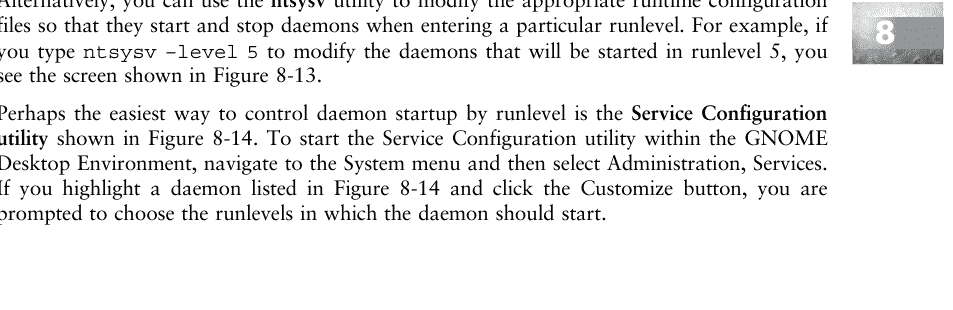 Alternatively, you can use the ntsysv utility to modify the appropriate runtime configuration
files so that they start and stop daemons when entering a particular runlevel. For example, if
you type ntsysv –level 5 to modify the daemons that will be started in runlevel 5, you
see the screen shown in Figure 8-13.
Perhaps the easiest way to control daemon startup by runlevel is the Service Configuration
utility shown in Figure 8-14. To start the Service Configuration utility within the GNOME
Desktop Environment, navigate to the System menu and then select Administration, Services.
If you highlight a daemon listed in Figure 8-14 and click the Customize button, you are
prompted to choose the runlevels in which the daemon should start.
8